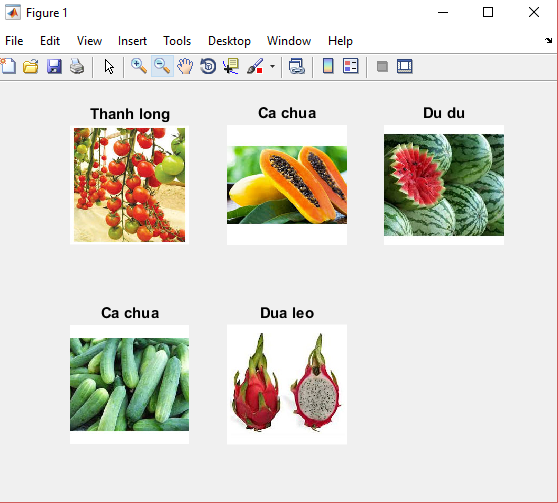 Figure 1
File Edit View Insert Tools Desktop Window Help
Thanh long Ca chua Du du
Ca chua Dua leo